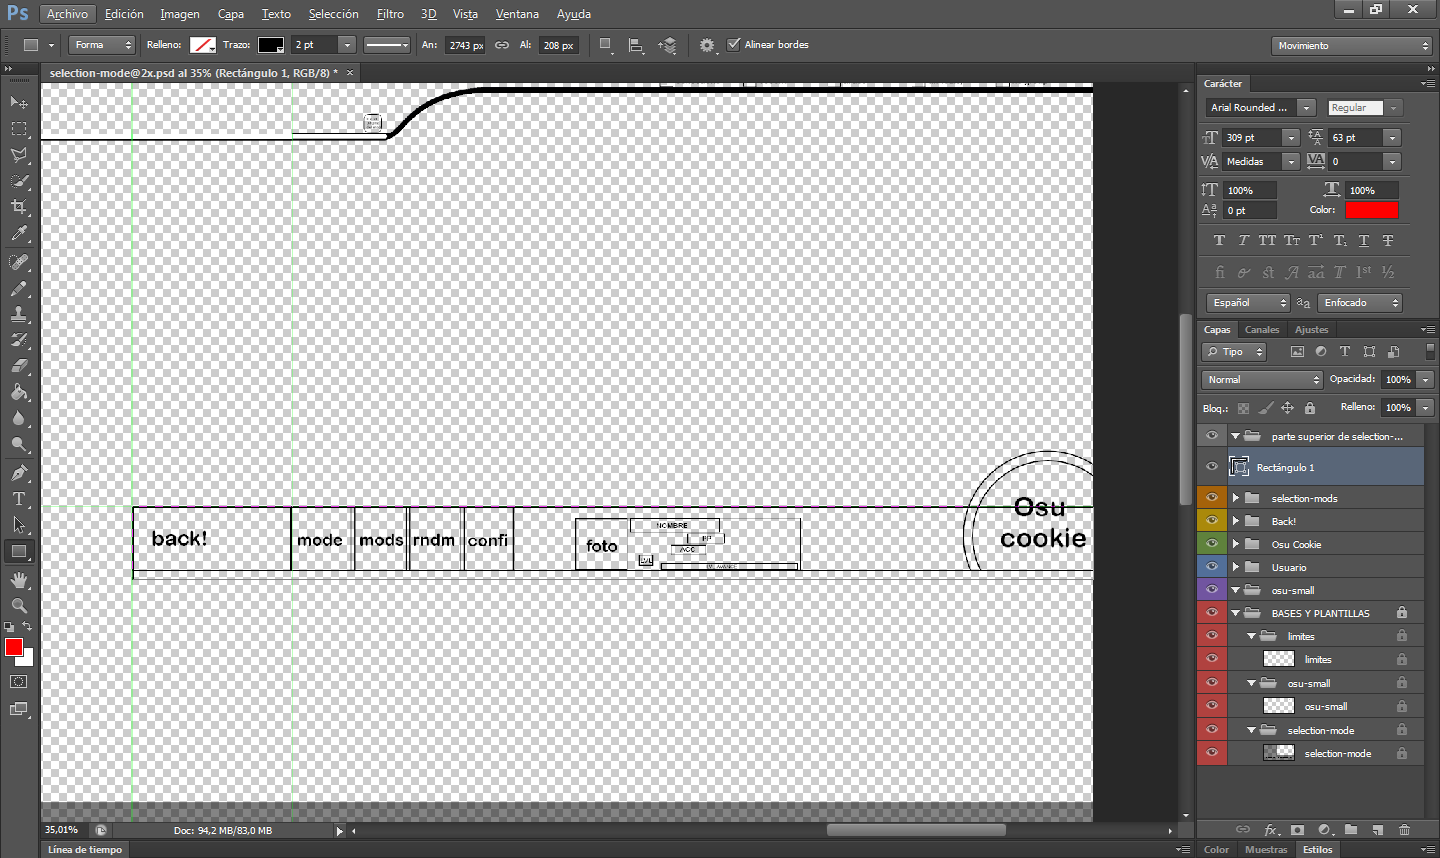 Ps Archivo Edición Imagen Capa Texto Selección Filtro 3D Vista Ventana Ayuda
Forma Relleno: Trazo: 2 pt An: 2743 px Al: 208 px Alinear bordes Movimiento
selection-mode@2x.psd al 35% (Rectángulo 1, RGB/8) * ×
back!
mode
mods
rndm
confi
foto
NOMBRE
PP
ACC
LVL
Osu
cookie
35,01% Doc: 94,2 MB/83,0 MB
Línea de tiempo
Carácter
Arial Rounded ... Regular
309 pt 63 pt
Medidas 0
100% 100%
0 pt Color:
Español Enfocado
Capas Canales Ajustes
Tipo
Normal Opacidad: 100%
Bloq.: Relleno: 100%
parte superior de selection-...
Rectángulo 1
selection-mods
Back!
Osu Cookie
Usuario
osu-small
BASES Y PLANTILLAS
limites
limites
osu-small
osu-small
selection-mode
selection-mode
Color Muestras Estilos